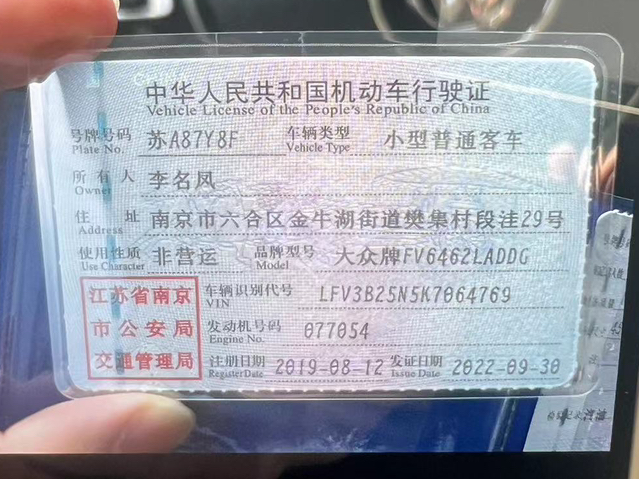 中华人民共和国机动车行驶证
Vehicle License of the People's Republic of China
号牌号码 苏A87Y8F 车辆类型 小型普通客车
Plate No. Vehicle Type
所有人 李名凤
Owner
住址 南京市六合区金牛湖街道樊集村段洼29号
Address
使用性质 非营运 品牌型号 大众牌FV6462LADDG
Use Character Model
江苏省南京
市公安局
交通管理局
车辆识别代号 LFV3B25N5K7064769
VIN
发动机号码 077054
Engine No.
注册日期 2019-08-12 发证日期 2022-09-30
Register Date Issue Date